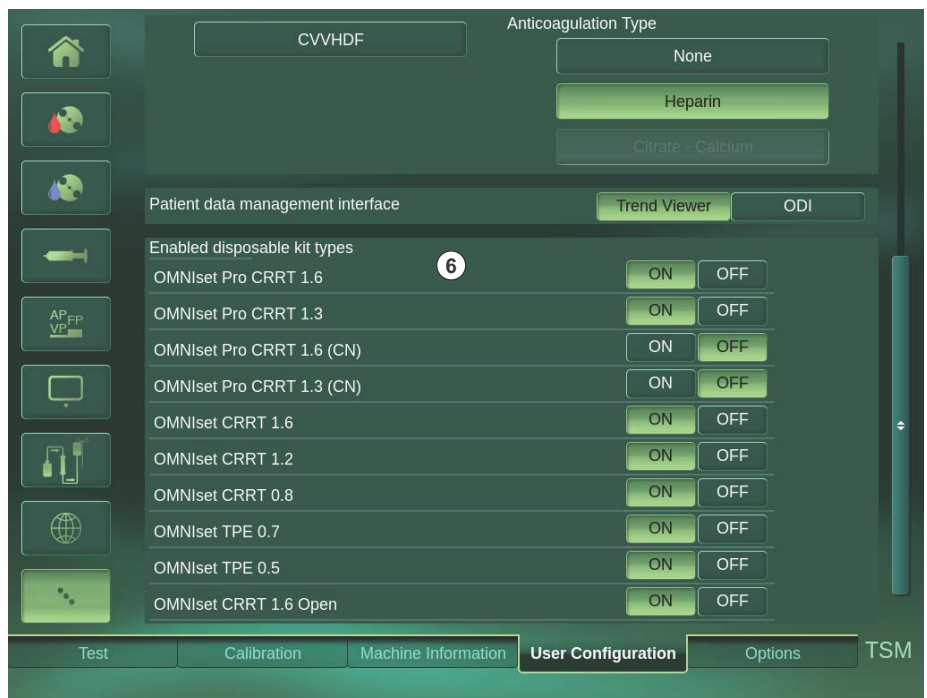 CVVHDF
Anticoagulation Type
None
Heparin
Citrate - Calcium
Patient data management interface Trend Viewer ODI
Enabled disposable kit types
6
OMNIset Pro CRRT 1.6 ON OFF
OMNIset Pro CRRT 1.3 ON OFF
OMNIset Pro CRRT 1.6 (CN) ON OFF
OMNIset Pro CRRT 1.3 (CN) ON OFF
OMNIset CRRT 1.6 ON OFF
OMNIset CRRT 1.2 ON OFF
OMNIset CRRT 0.8 ON OFF
OMNIset TPE 0.7 ON OFF
OMNIset TPE 0.5 ON OFF
OMNIset CRRT 1.6 Open ON OFF
AP FP
VP
Test Calibration Machine Information User Configuration Options TSM